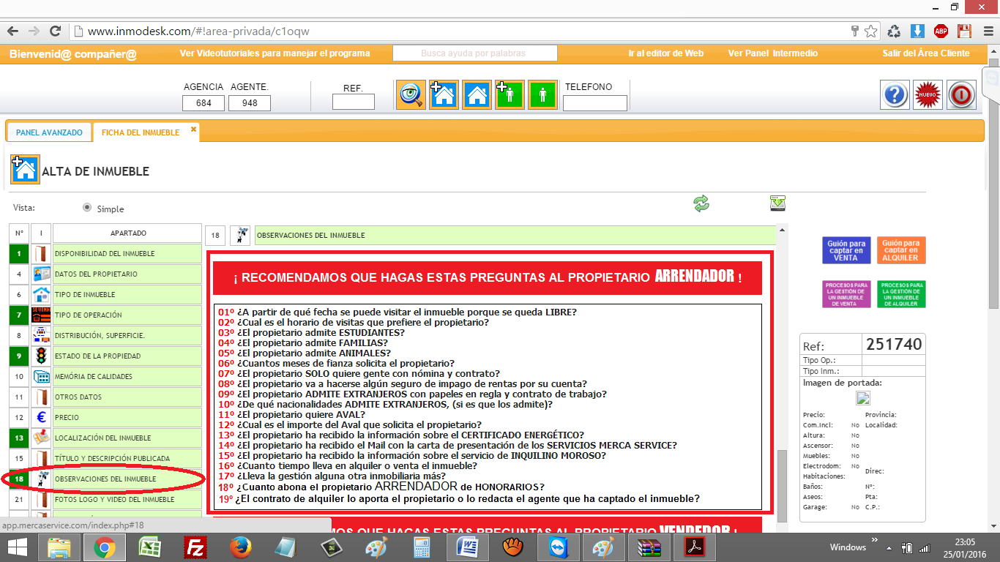 www.inmodesk.com/#!area-privada/c1oqw
ABP
Bienvenid@ compañer@
Ver Videotutoriales para manejar el programa
Busca ayuda por palabras
Ir al editor de Web
Ver Panel Intermedio
Salir del Área Cliente
AGENCIA
684
AGENTE.
948
REF.
TELEFONO
NUEVO
PANEL AVANZADO
FICHA DEL INMUEBLE
ALTA DE INMUEBLE
Vista:
Simple
Nº I APARTADO
1 DISPONIBILIDAD DEL INMUEBLE
4 DATOS DEL PROPIETARIO
6 TIPO DE INMUEBLE
7 TIPO DE OPERACIÓN
8 DISTRIBUCIÓN, SUPERFICIE.
9 ESTADO DE LA PROPIEDAD
10 MEMÓRIA DE CALIDADES
11 OTROS DATOS
12 € PRECIO
13 LOCALIZACIÓN DEL INMUEBLE
15 TÍTULO Y DESCRIPCIÓN PUBLICADA
18 OBSERVACIONES DEL INMUEBLE
21 FOTOS LOGO Y VIDEO DEL INMUEBLE
18 OBSERVACIONES DEL INMUEBLE
¡ RECOMENDAMOS QUE HAGAS ESTAS PREGUNTAS AL PROPIETARIO ARRENDADOR !
01º ¿A partir de qué fecha se puede visitar el inmueble porque se queda LIBRE?
02º ¿Cual es el horario de visitas que prefiere el propietario?
03º ¿El propietario admite ESTUDIANTES?
04º ¿El propietario admite FAMILIAS?
05º ¿El propietario admite ANIMALES?
06º ¿Cuantos meses de fianza solicita el propietario?
07º ¿El propietario SOLO quiere gente con nómina y contrato?
08º ¿El propietario va a hacerse algún seguro de impago de rentas por su cuenta?
09º ¿El propietario ADMITE EXTRANJEROS con papeles en regla y contrato de trabajo?
10º ¿De qué nacionalidades ADMITE EXTRANJEROS, (si es que los admite)?
11º ¿El propietario quiere AVAL?
12º ¿Cual es el importe del Aval que solicita el propietario?
13º ¿El propietario ha recibido la información sobre el CERTIFICADO ENERGÉTICO?
14º ¿El propietario ha recibido el Mail con la carta de presentación de los SERVICIOS MERCA SERVICE?
15º ¿El propietario ha recibido la información sobre el servicio de INQUILINO MOROSO?
16º ¿Cuanto tiempo lleva en alquiler o venta el inmueble?
17º ¿Lleva la gestión alguna otra inmobiliaria más?
18º ¿Cuanto abona el propietario ARRENDADOR de HONORARIOS?
19º ¿El contrato de alquiler lo aporta el propietario o lo redacta el agente que ha captado el inmueble?
MOS QUE HAGAS ESTAS PREGUNTAS AL PROPIETARIO VENDEDOR !
Guión para
captar en
VENTA
Guión para
captar en
ALQUILER
PROCESOS PARA
LA GESTIÓN DE
UN INMUEBLE
DE VENTA
PROCESOS PARA
LA GESTIÓN DE
UN INMUEBLE
DE ALQUILER
Ref: 251740
Tipo Op.:
Tipo Inm.:
Imagen de portada:
Precio: Provincia:
Com.Incl: No Localidad:
Altura: No
Ascensor: No
Muebles: No
Electrodom: No
Direc:
Habitaciones:
Baños: Nº:
Aseos: Pta:
Garage: No C.P.:
app.mercaservice.com/index.php#18
Windows
23:05
25/01/2016